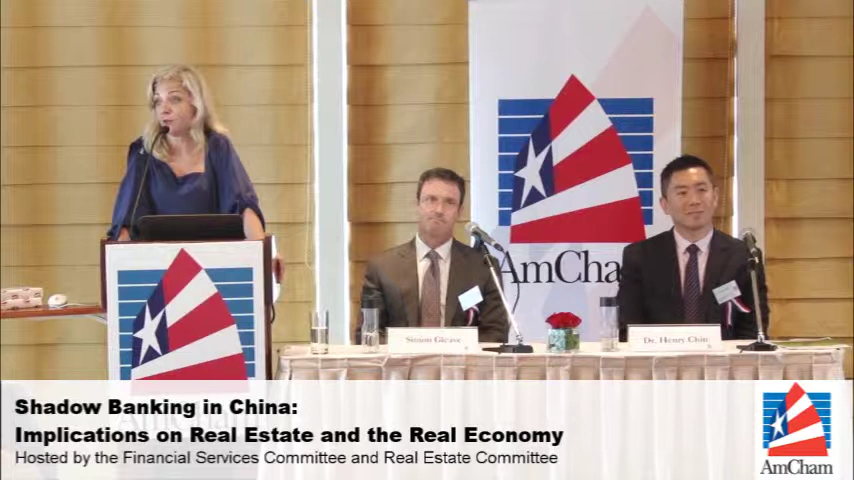 AmCham
Simon Gleave
Dr. Henry Chin
Shadow Banking in China:
Implications on Real Estate and the Real Economy
Hosted by the Financial Services Committee and Real Estate Committee
AmCham